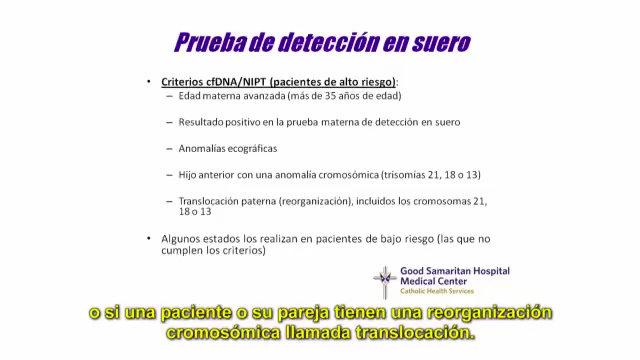 Prueba de detección en suero
• Criterios cfDNA/NIPT (pacientes de alto riesgo):
– Edad materna avanzada (más de 35 años de edad)
– Resultado positivo en la prueba materna de detección en suero
– Anomalías ecográficas
– Hijo anterior con una anomalía cromosómica (trisomías 21, 18 o 13)
– Translocación paterna (reorganización), incluidos los cromosomas 21,
18 o 13
• Algunos estados los realizan en pacientes de bajo riesgo (las que no
cumplen los criterios)
Good Samaritan Hospital
Medical Center
Catholic Health Services
o si una paciente o su pareja tienen una reorganización
cromosómica llamada translocación.